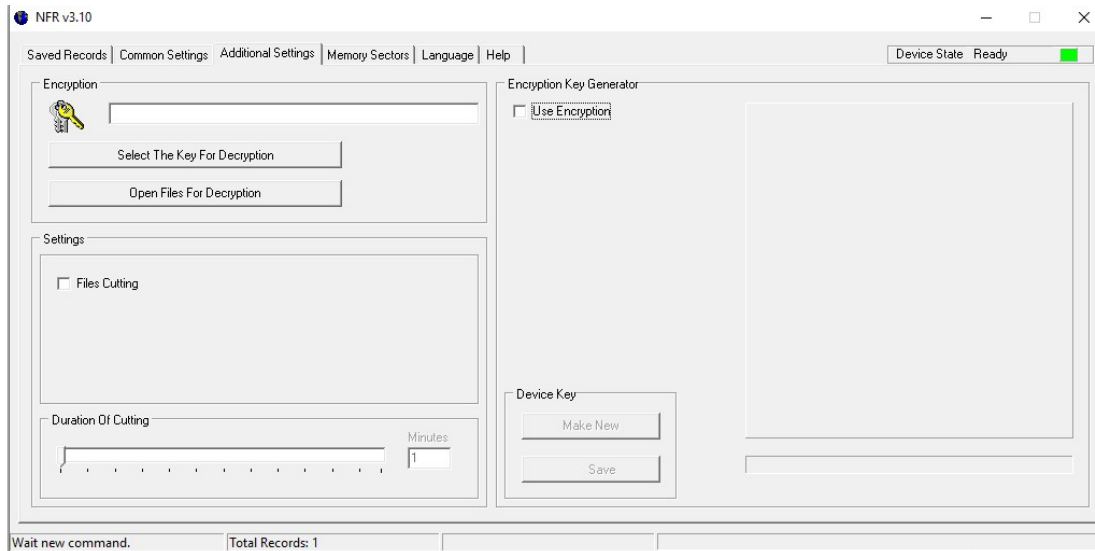 NFR v3.10
Saved Records Common Settings Additional Settings Memory Sectors Language Help
Device State Ready
Encryption
Select The Key For Decryption
Open Files For Decryption
Settings
Files Cutting
Duration Of Cutting
Minutes
1
Encryption Key Generator
Use Encryption
Device Key
Make New
Save
Wait new command.
Total Records: 1